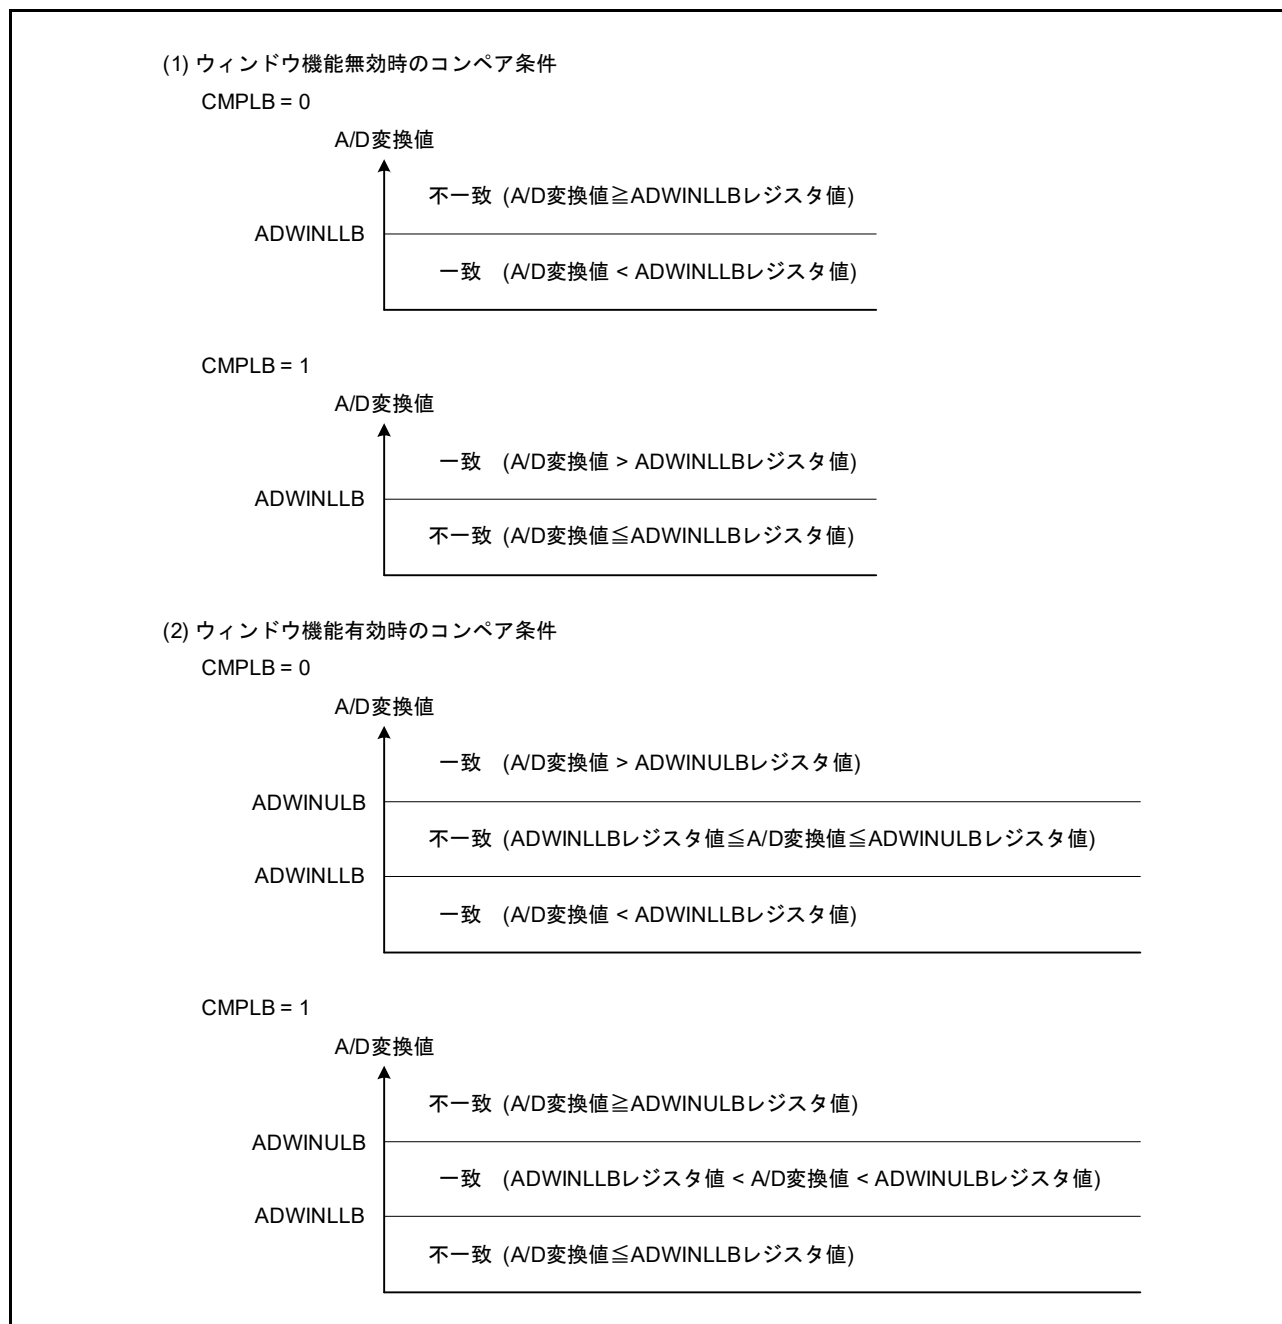 (1) ウィンドウ機能無効時のコンペア条件
CMPLB = 0
A/D変換値
不一致 (A/D変換値≧ADWINLLBレジスタ値)
ADWINLLB
一致 (A/D変換値 < ADWINLLBレジスタ値)
CMPLB = 1
A/D変換値
一致 (A/D変換値 > ADWINLLBレジスタ値)
ADWINLLB
不一致 (A/D変換値≦ADWINLLBレジスタ値)
(2) ウィンドウ機能有効時のコンペア条件
CMPLB = 0
A/D変換値
一致 (A/D変換値 > ADWINULBレジスタ値)
ADWINULB
不一致 (ADWINLLBレジスタ値≦A/D変換値≦ADWINULBレジスタ値)
ADWINLLB
一致 (A/D変換値 < ADWINLLBレジスタ値)
CMPLB = 1
A/D変換値
不一致 (A/D変換値≧ADWINULBレジスタ値)
ADWINULB
一致 (ADWINLLBレジスタ値 < A/D変換値 < ADWINULBレジスタ値)
ADWINLLB
不一致 (A/D変換値≦ADWINLLBレジスタ値)